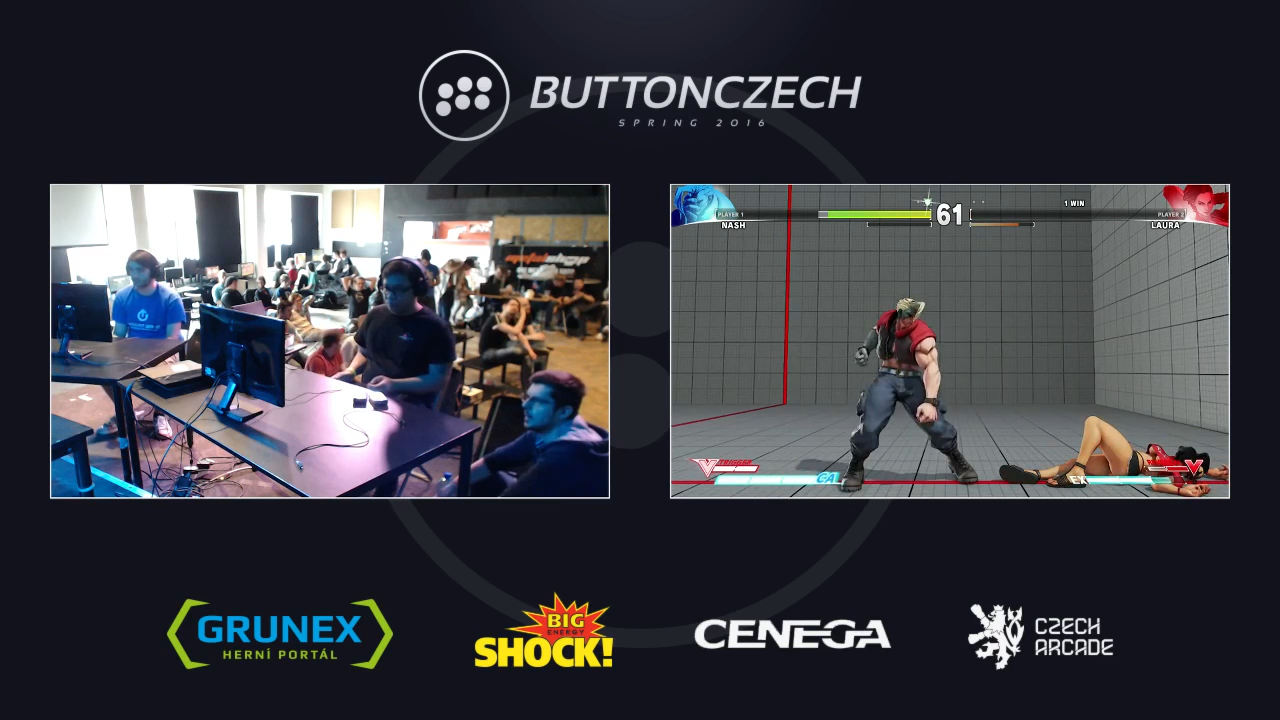 BUTTONCZECH
SPRING 2016
PLAYER 1
NASH
61
1 WIN
PLAYER 2
LAURA
V TRIGGER
CA
GRUNEX
HERNÍ PORTÁL
BIG
ENERGY
SHOCK!
CENEGA
CZECH
ARCADE